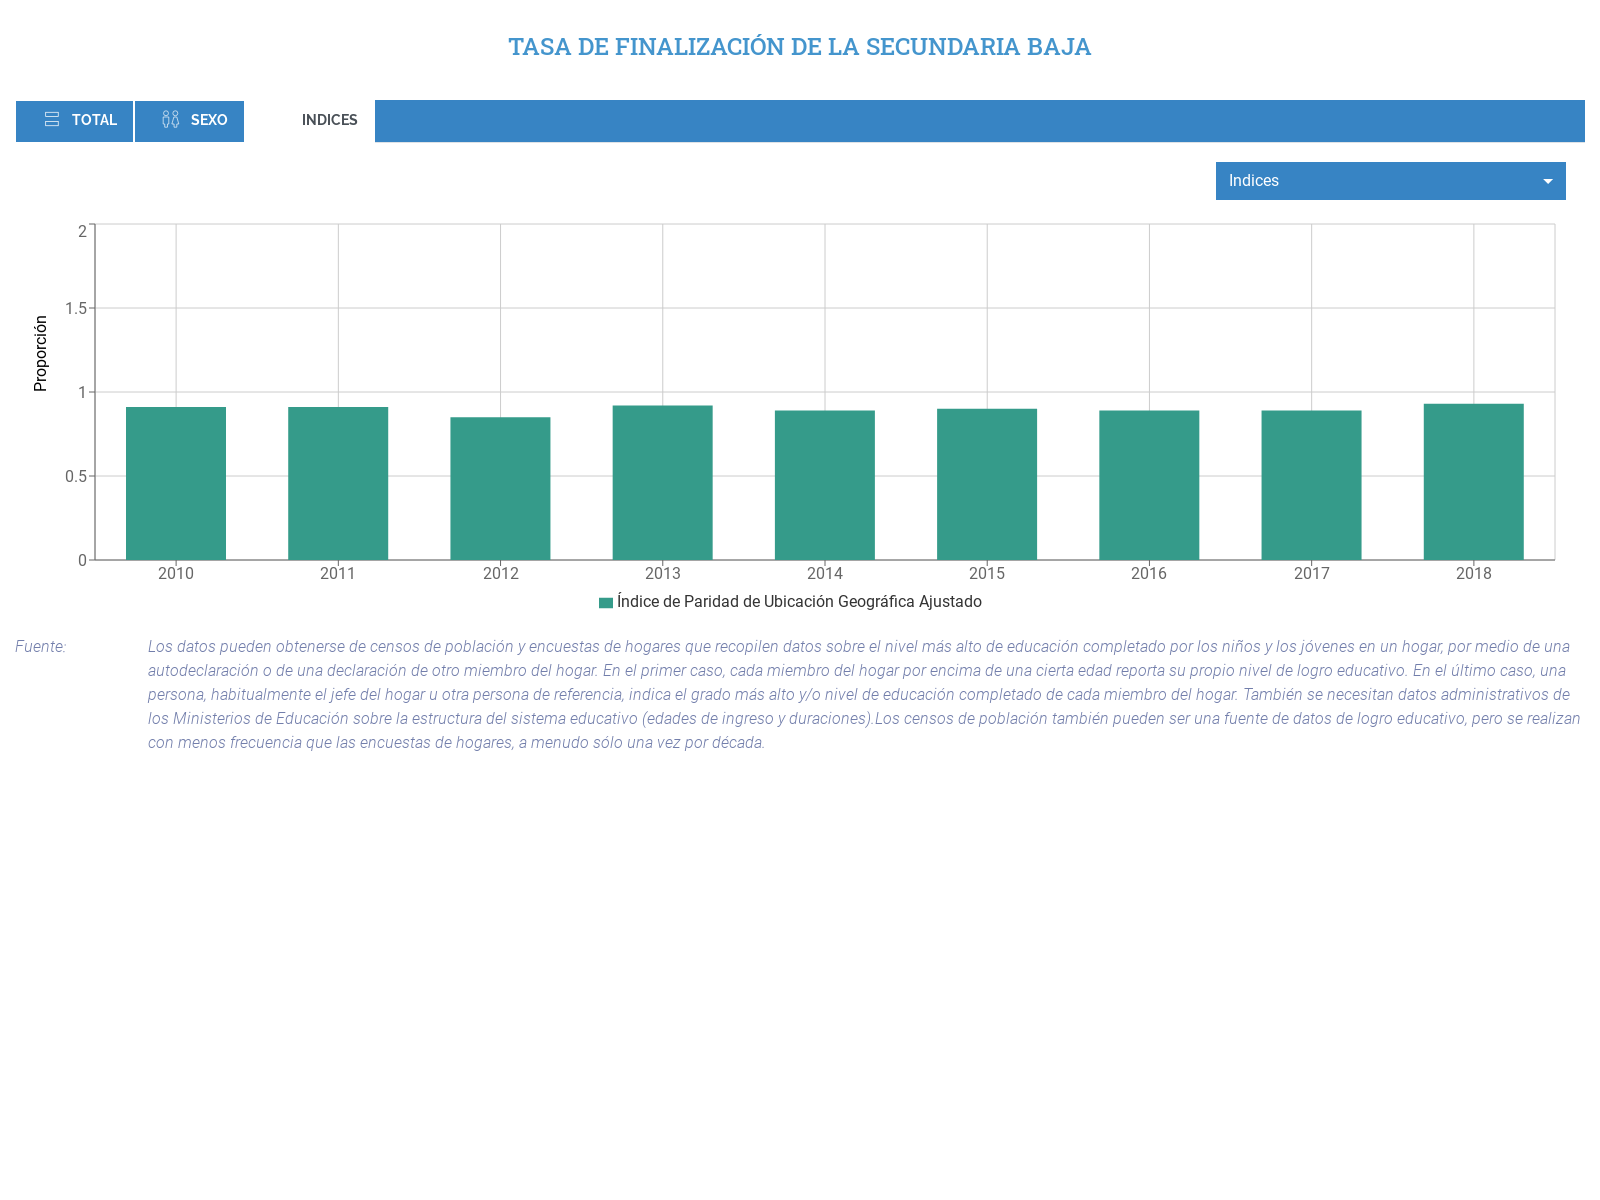 TASA DE FINALIZACIÓN DE LA SECUNDARIA BAJA
TOTAL SEXO INDICES
Indices
2
1.5
1
0.5
0
Proporción
2010 2011 2012 2013 2014 2015 2016 2017 2018
Índice de Paridad de Ubicación Geográfica Ajustado
Fuente: Los datos pueden obtenerse de censos de población y encuestas de hogares que recopilen datos sobre el nivel más alto de educación completado por los niños y los jóvenes en un hogar, por medio de una
autodeclaración o de una declaración de otro miembro del hogar. En el primer caso, cada miembro del hogar por encima de una cierta edad reporta su propio nivel de logro educativo. En el último caso, una
persona, habitualmente el jefe del hogar u otra persona de referencia, indica el grado más alto y/o nivel de educación completado de cada miembro del hogar. También se necesitan datos administrativos de
los Ministerios de Educación sobre la estructura del sistema educativo (edades de ingreso y duraciones).Los censos de población también pueden ser una fuente de datos de logro educativo, pero se realizan
con menos frecuencia que las encuestas de hogares, a menudo sólo una vez por década.